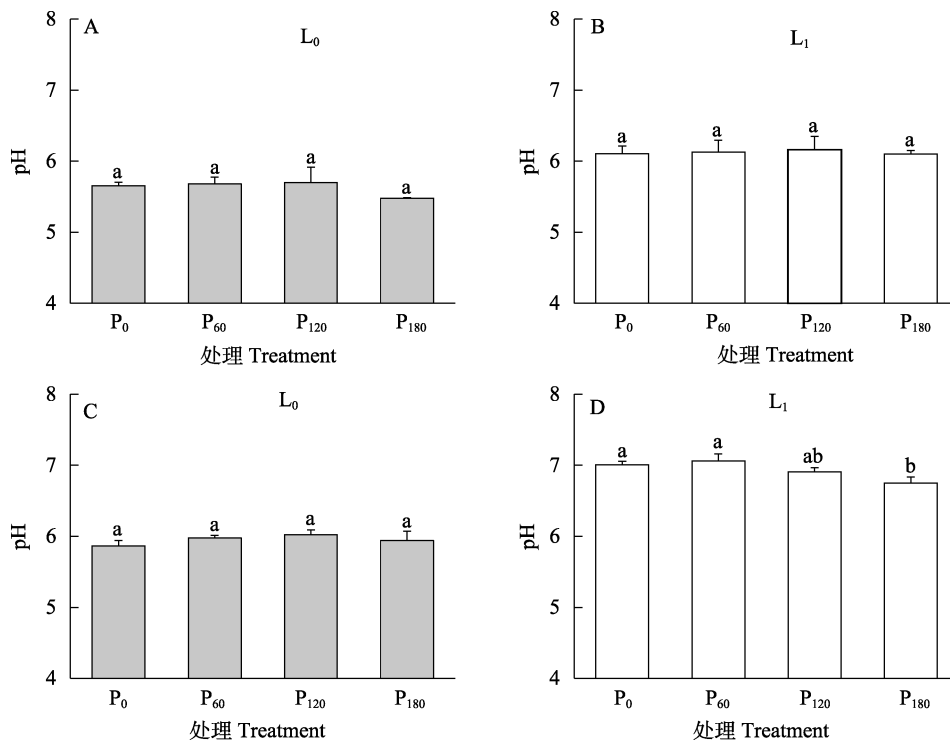 A
L₀
8
7
6
5
4
pH
a a a a
P₀ P₆₀ P₁₂₀ P₁₈₀
处理 Treatment
B
L₁
8
7
6
5
4
pH
a a a a
P₀ P₆₀ P₁₂₀ P₁₈₀
处理 Treatment
C
L₀
8
7
6
5
4
pH
a a a a
P₀ P₆₀ P₁₂₀ P₁₈₀
处理 Treatment
D
L₁
8
7
6
5
4
pH
a a ab b
P₀ P₆₀ P₁₂₀ P₁₈₀
处理 Treatment